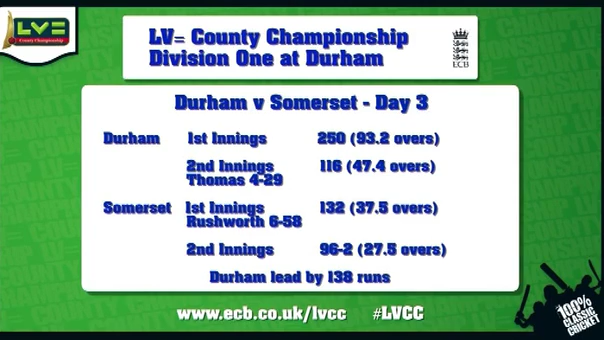 LV=
County Championship
LV= County Championship
Division One at Durham
ECB
Durham v Somerset - Day 3
Durham 1st Innings 250 (93.2 overs)
2nd Innings 116 (47.4 overs)
Thomas 4-29
Somerset 1st Innings 132 (37.5 overs)
Rushworth 6-58
2nd Innings 96-2 (27.5 overs)
Durham lead by 138 runs
www.ecb.co.uk/lvcc #LVCC
100%
CLASSIC
CRICKET